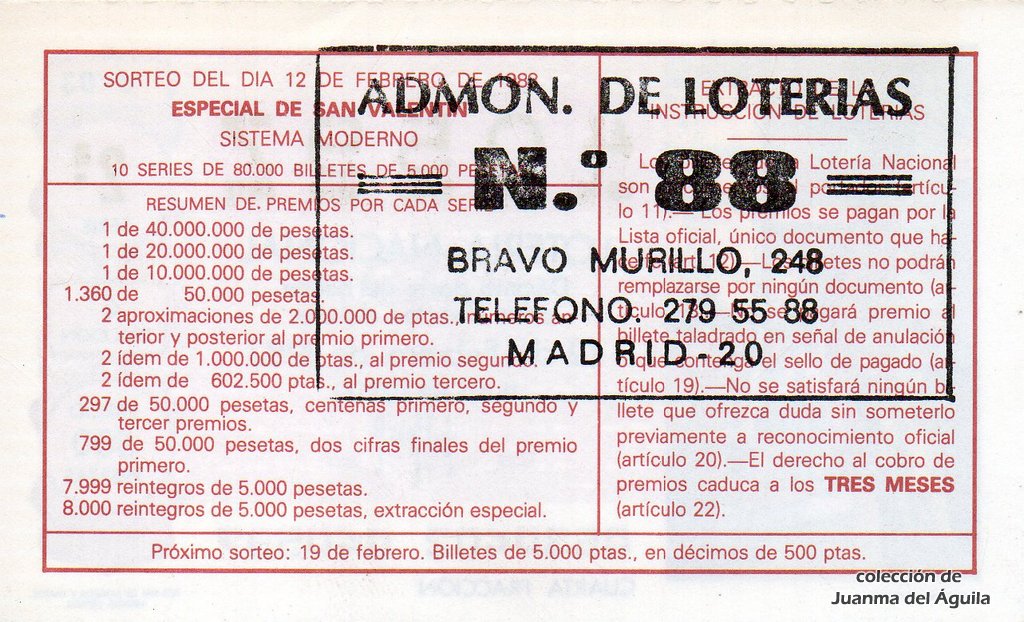 SORTEO DEL DIA 12 DE FEBRERO DE
ESPECIAL DE SAN VALENTIN
SISTEMA MODERNO
10 SERIES DE 80.000 BILLETES DE 5.000
RESUMEN DE PREMIOS POR CADA SERIE
1 de 40.000.000 de pesetas.
1 de 20.000.000 de pesetas.
1 de 10.000.000 de pesetas.
1.360 de 50.000 pesetas.
2 aproximaciones de 2.000.000 de ptas., números an-
terior y posterior al premio primero.
2 ídem de 1.000.000 de ptas., al premio segundo.
2 ídem de 602.500 ptas., al premio tercero.
297 de 50.000 pesetas, centenas primero, segundo y
tercer premios.
799 de 50.000 pesetas, dos cifras finales del premio
primero.
7.999 reintegros de 5.000 pesetas.
8.000 reintegros de 5.000 pesetas, extracción especial.
INSTRUCCION DE LOTERIAS
Lotería Nacional
son portador (artícu-
lo 11).—Los premios se pagan por la
Lista oficial, único documento que ha-
billetes no podrán
remplazarse por ningún documento (ar-
pagará premio al
billete taladrado en señal de anulación
o que contenga el sello de pagado (ar-
tículo 19).—No se satisfará ningún bi-
llete que ofrezca duda sin someterlo
previamente a reconocimiento oficial
(artículo 20).—El derecho al cobro de
premios caduca a los TRES MESES
(artículo 22).
ADMON. DE LOTERIAS
N.º 88
BRAVO MURILLO, 248
TELEFONO. 279 55 88
MADRID-20
Próximo sorteo: 19 de febrero. Billetes de 5.000 ptas., en décimos de 500 ptas.
colección de
Juanma del Águila